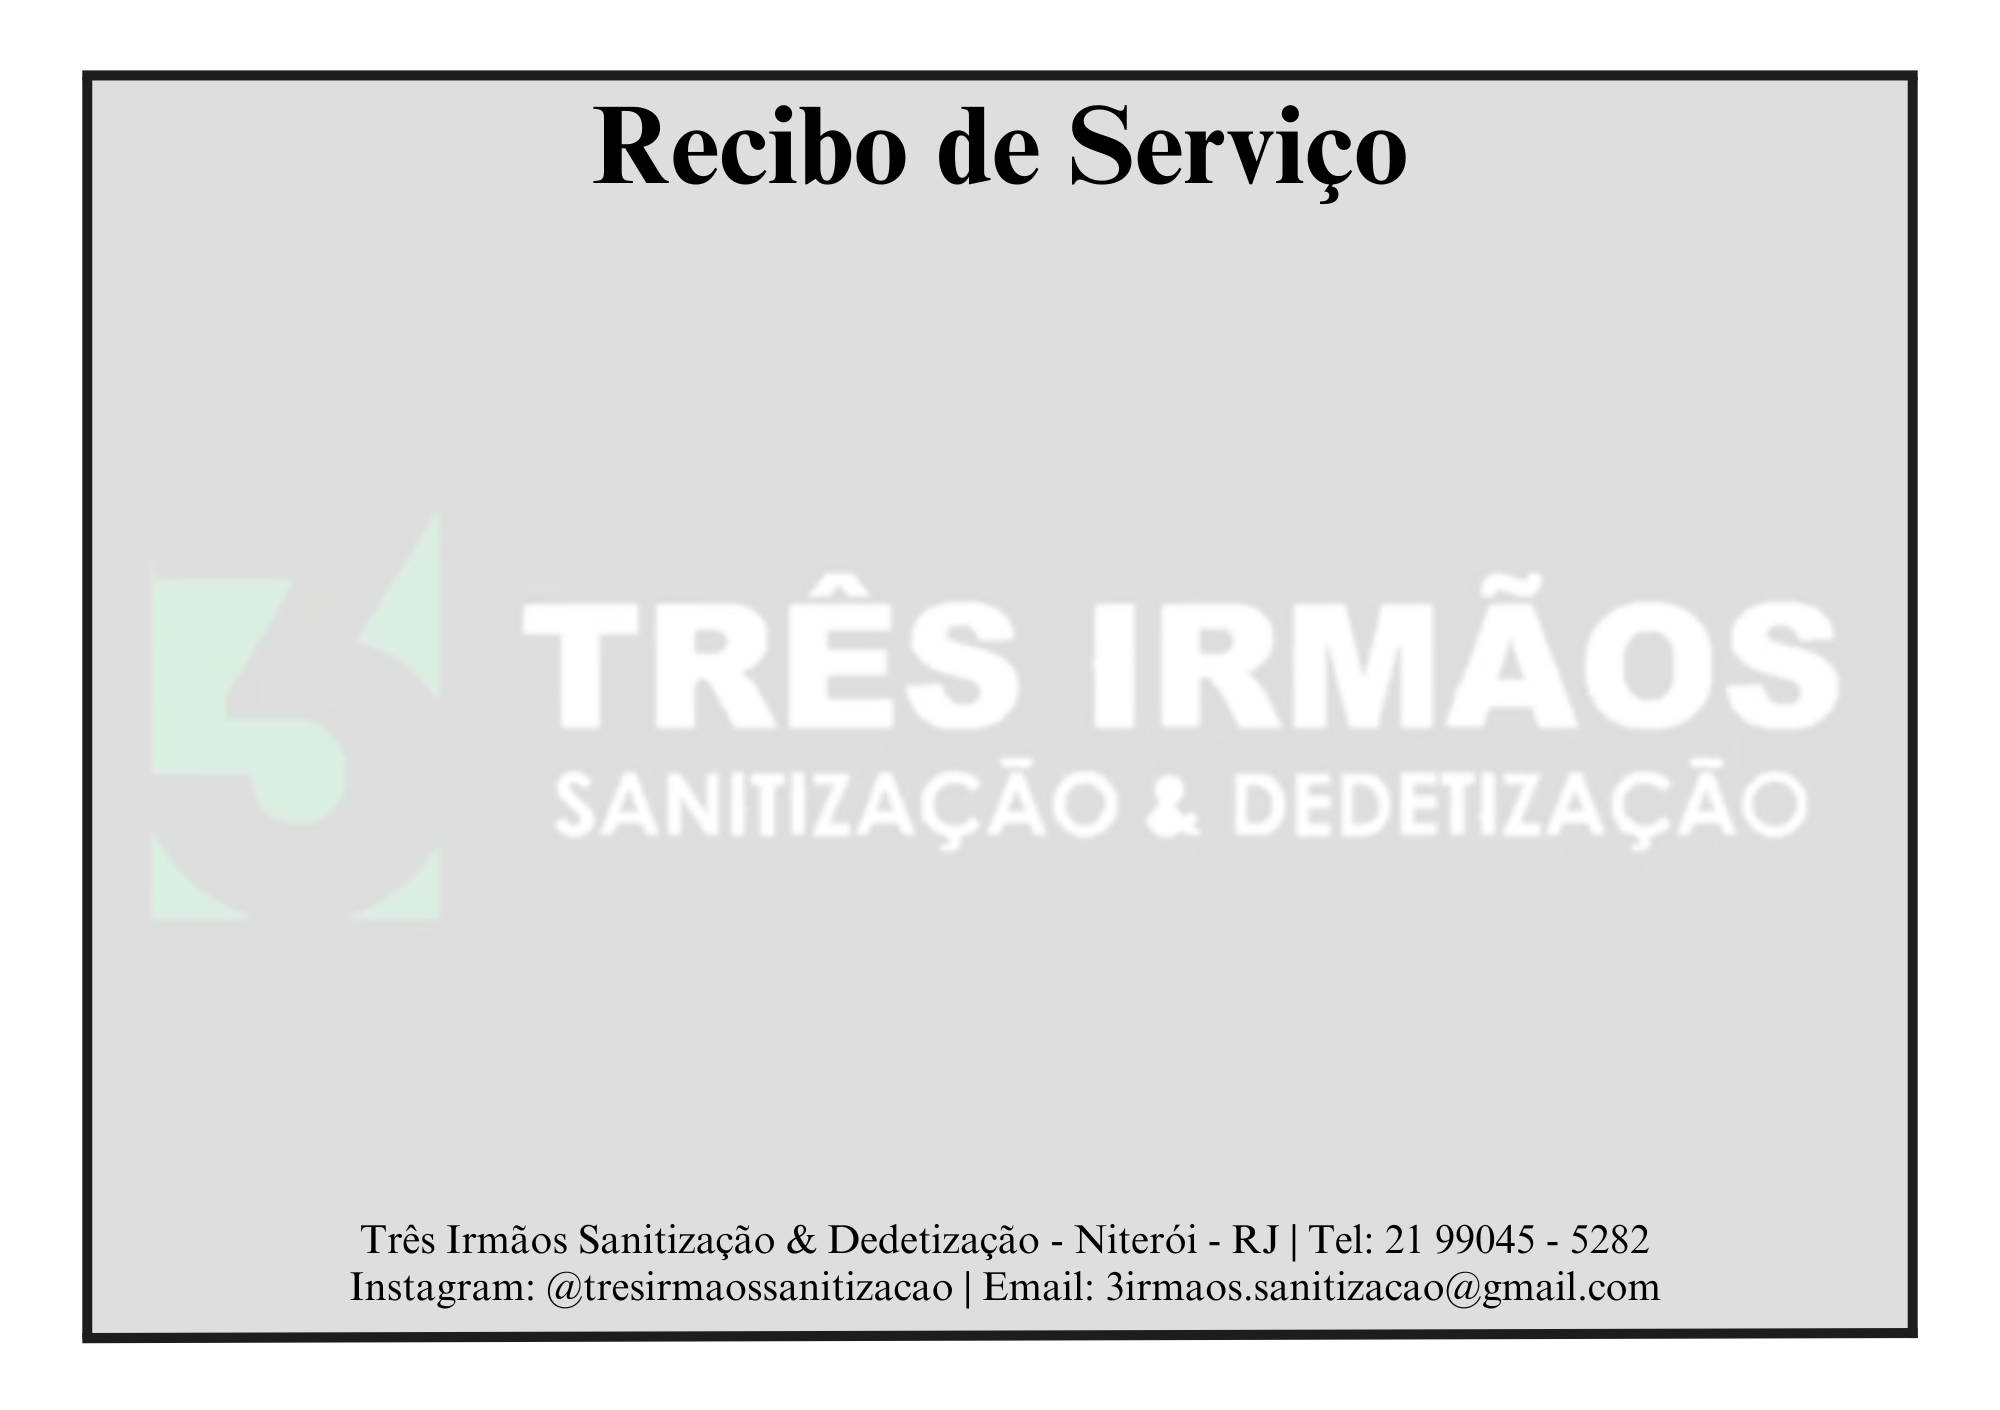 Recibo de Serviço
TRÊS IRMÃOS
SANITIZAÇÃO & DEDETIZAÇÃO
Três Irmãos Sanitização & Dedetização - Niterói - RJ | Tel: 21 99045 - 5282
Instagram: @tresirmaossanitizacao | Email: 3irmaos.sanitizacao@gmail.com